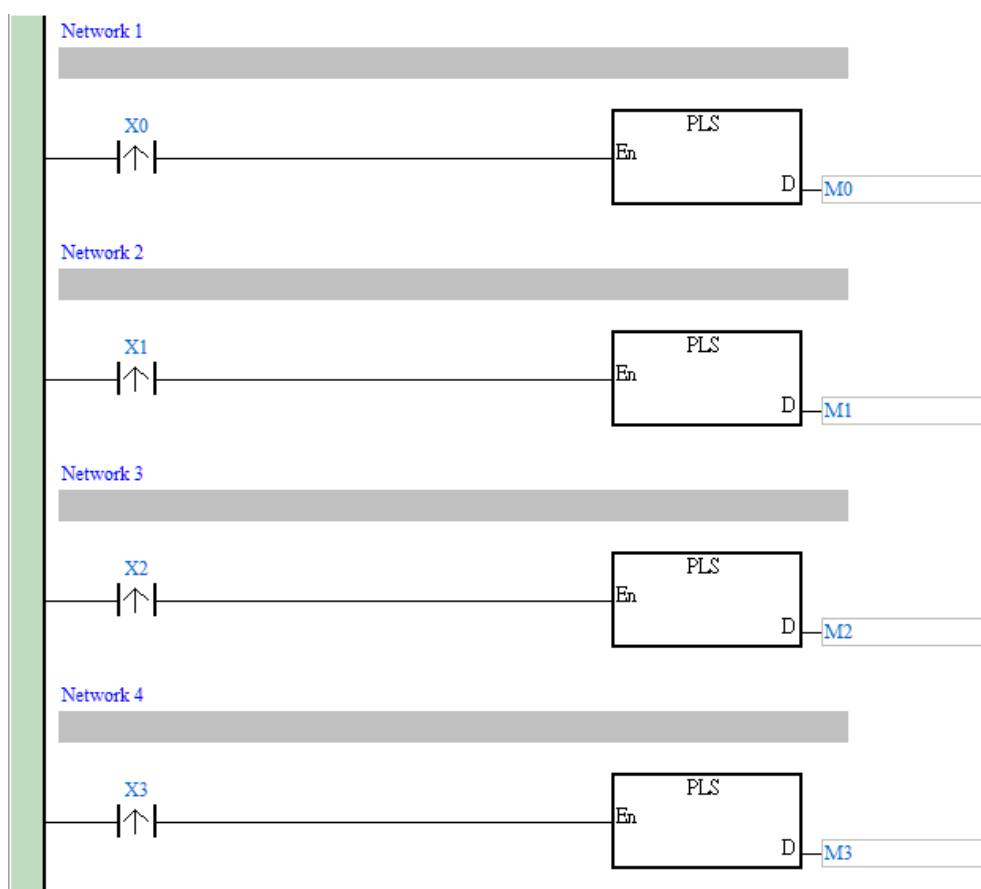 Network 1
X0
PLS
En
D
M0
Network 2
X1
PLS
En
D
M1
Network 3
X2
PLS
En
D
M2
Network 4
X3
PLS
En
D
M3